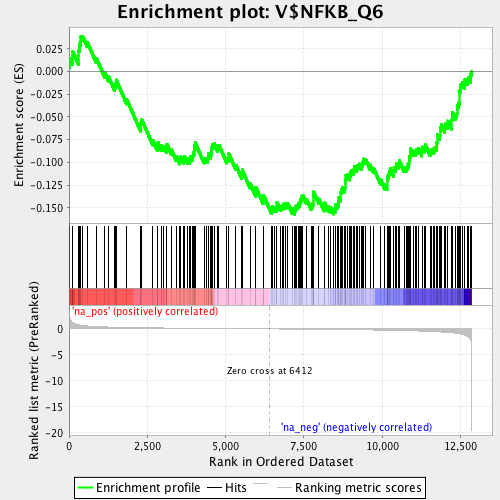 Enrichment plot: V$NFKB_Q6
Enrichment score (ES)
0.025
0.000
-0.025
-0.050
-0.075
-0.100
-0.125
-0.150
'na_pos' (positively correlated)
Ranked list metric (PreRanked)
0
-5
-10
-15
-20
Zero cross at 6412
'na_neg' (negatively correlated)
0
2,500
5,000
7,500
10,000
12,500
Rank in Ordered Dataset
Enrichment profile
Hits
Ranking metric scores